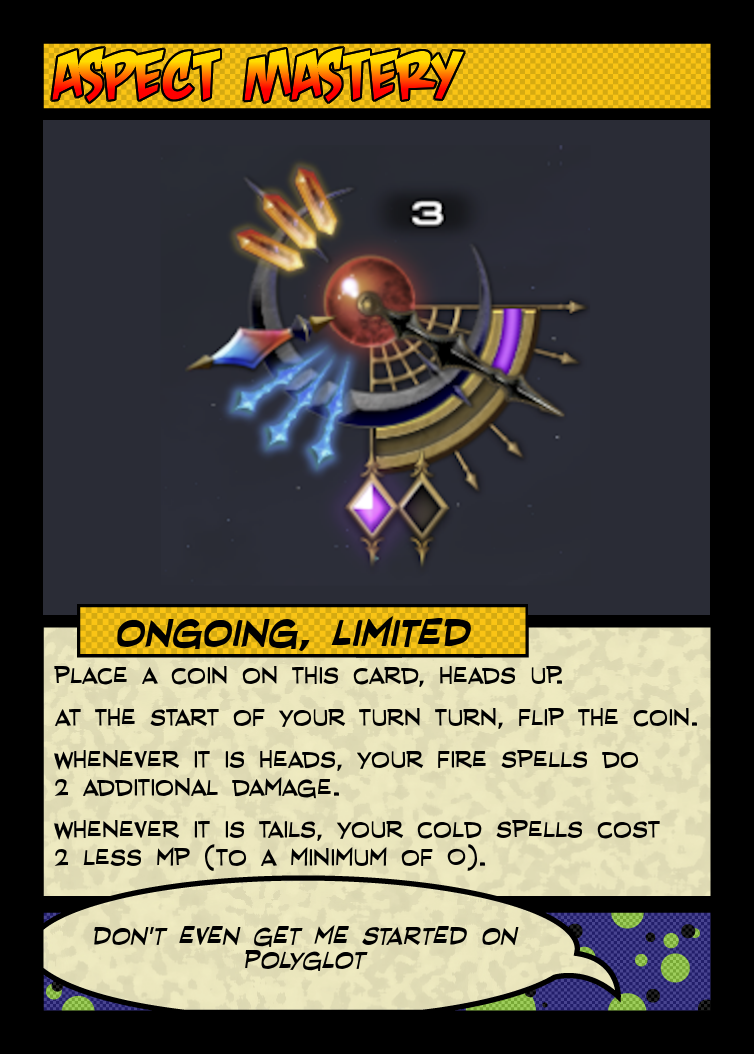 ASPECT MASTERY
3
ONGOING, LIMITED
PLACE A COIN ON THIS CARD, HEADS UP.
AT THE START OF YOUR TURN TURN, FLIP THE COIN.
WHENEVER IT IS HEADS, YOUR FIRE SPELLS DO
2 ADDITIONAL DAMAGE.
WHENEVER IT IS TAILS, YOUR COLD SPELLS COST
2 LESS MP (TO A MINIMUM OF 0).
DON'T EVEN GET ME STARTED ON
POLYGLOT